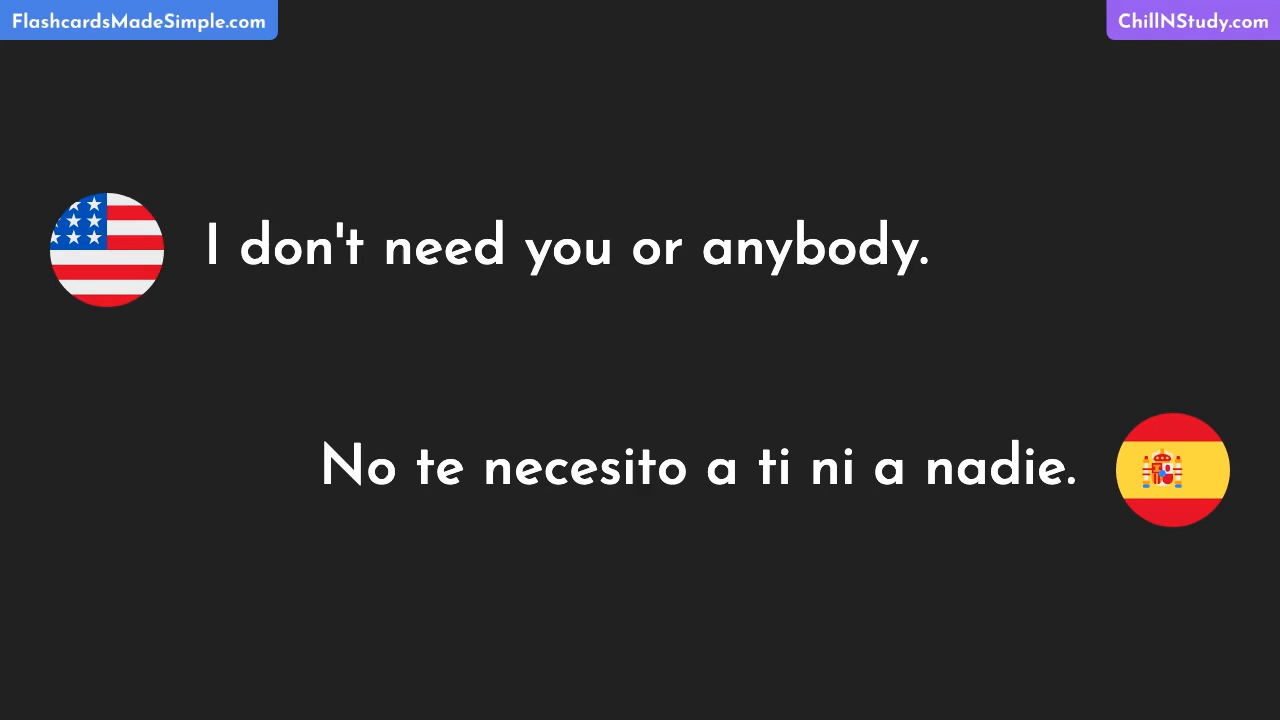 FlashcardsMadeSimple.com
ChillNStudy.com
I don't need you or anybody.
No te necesito a ti ni a nadie.